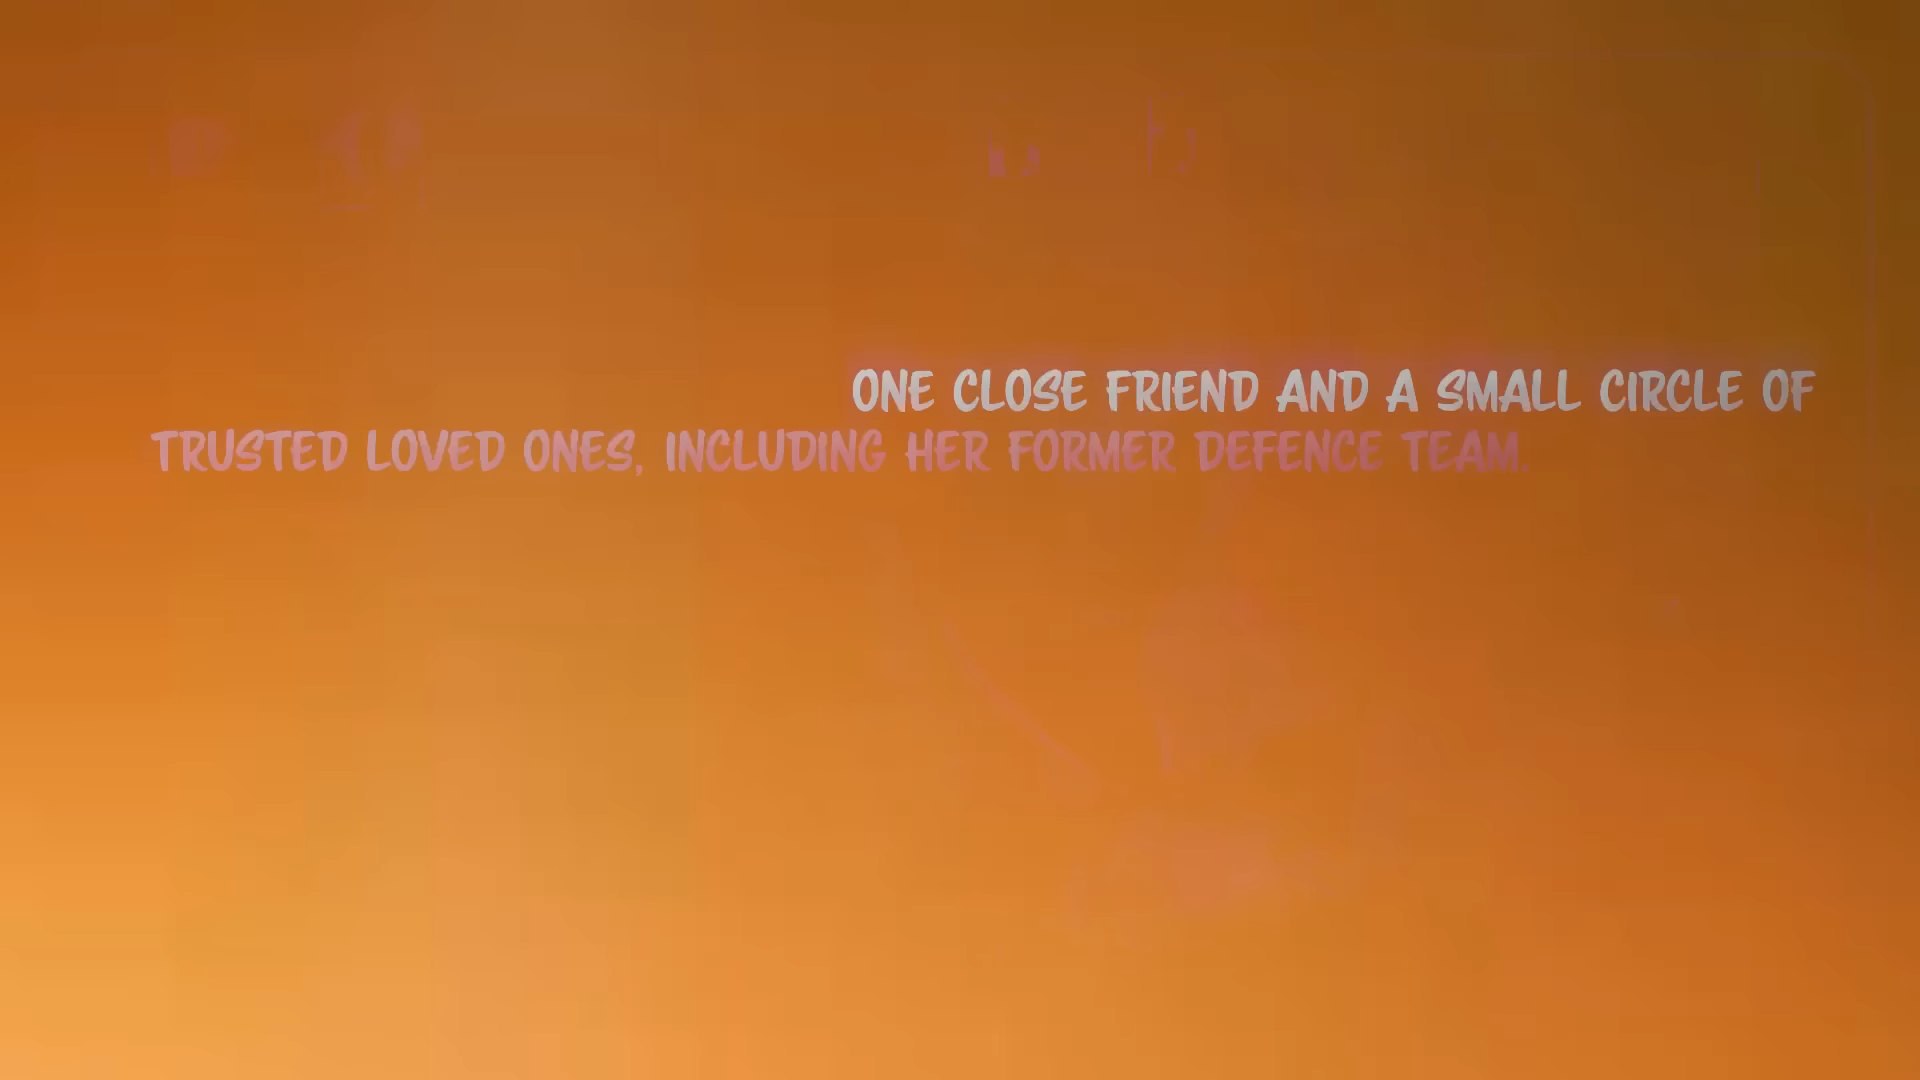 ONE CLOSE FRIEND AND A SMALL CIRCLE OF
TRUSTED LOVED ONES, INCLUDING HER FORMER DEFENCE TEAM.